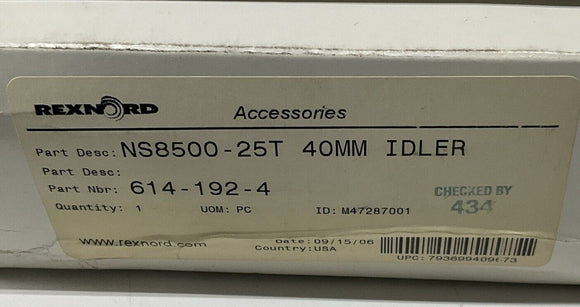 REXNORD
Accessories
Part Desc: NS8500-25T 40MM IDLER
Part Desc:
Part Nbr: 614-192-4
Quantity: 1 UOM: PC ID: M47287001
CHECKED BY
434
www.rexnord.com
Date: 09/15/06
Country: USA
UPC: